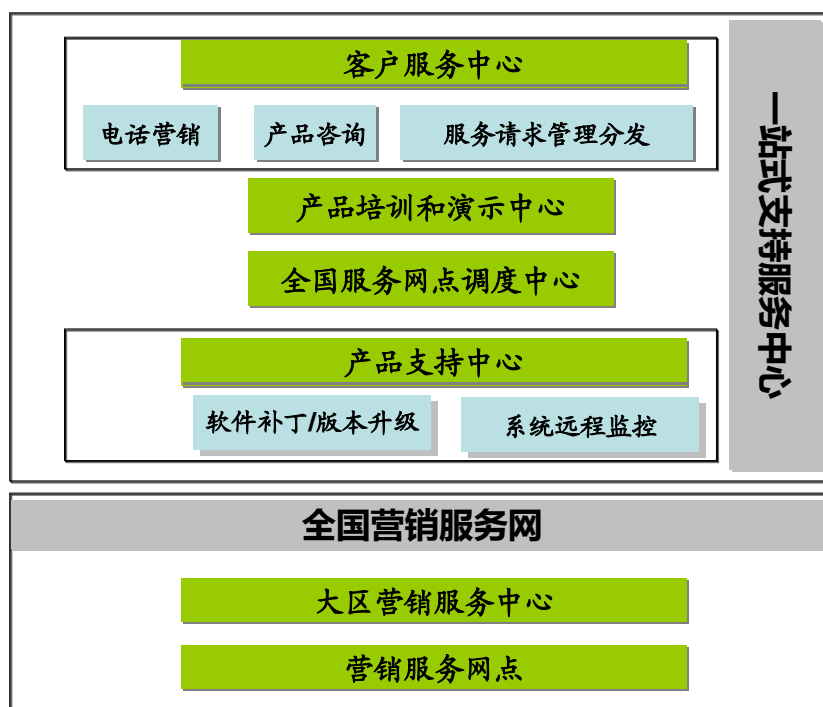 客户服务中心
电话营销
产品咨询
服务请求管理分发
产品培训和演示中心
全国服务网点调度中心
产品支持中心
软件补丁/版本升级
系统远程监控
一站式支持服务中心
全国营销服务网
大区营销服务中心
营销服务网点